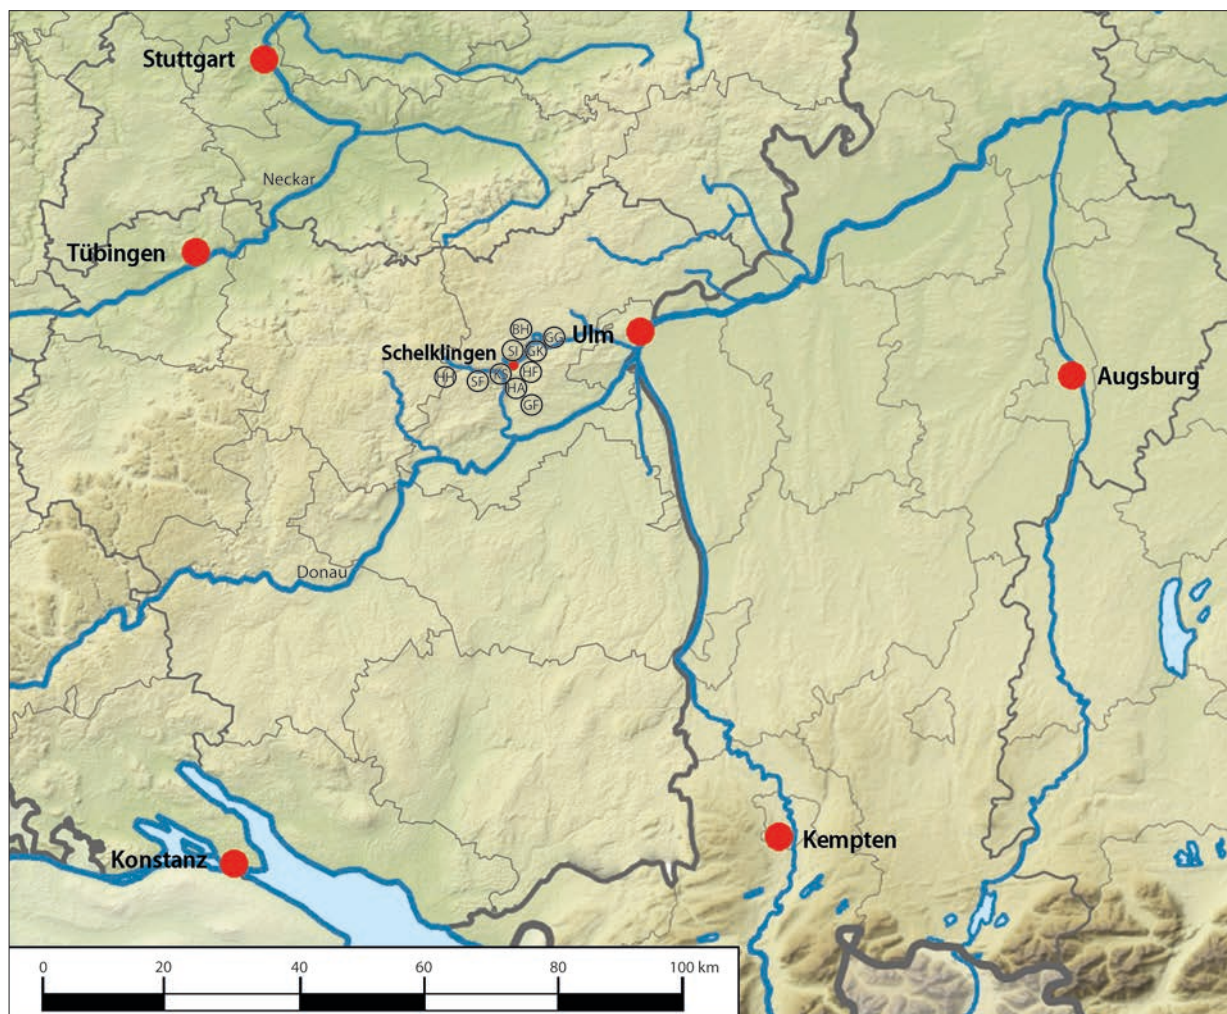 Stuttgart
Neckar
Tübingen
BH
GG
Ulm
SI
GK
Schelklingen
HH
SF
KS
HF
HA
GF
Augsburg
Donau
Kempten
Konstanz
0 20 40 60 80 100 km